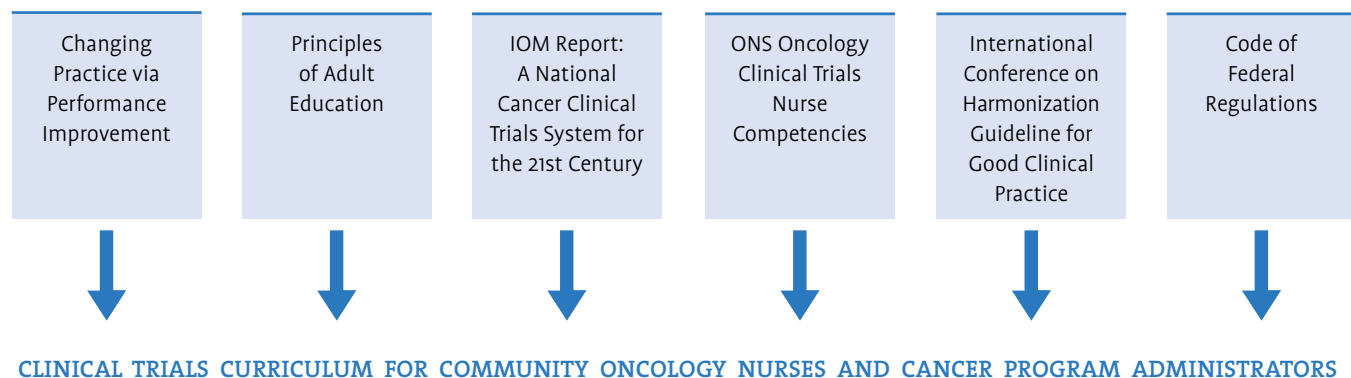 Changing
Practice via
Performance
Improvement
Principles
of Adult
Education
IOM Report:
A National
Cancer Clinical
Trials System for
the 21st Century
ONS Oncology
Clinical Trials
Nurse
Competencies
International
Conference on
Harmonization
Guideline for
Good Clinical
Practice
Code of
Federal
Regulations
CLINICAL TRIALS CURRICULUM FOR COMMUNITY ONCOLOGY NURSES AND CANCER PROGRAM ADMINISTRATORS